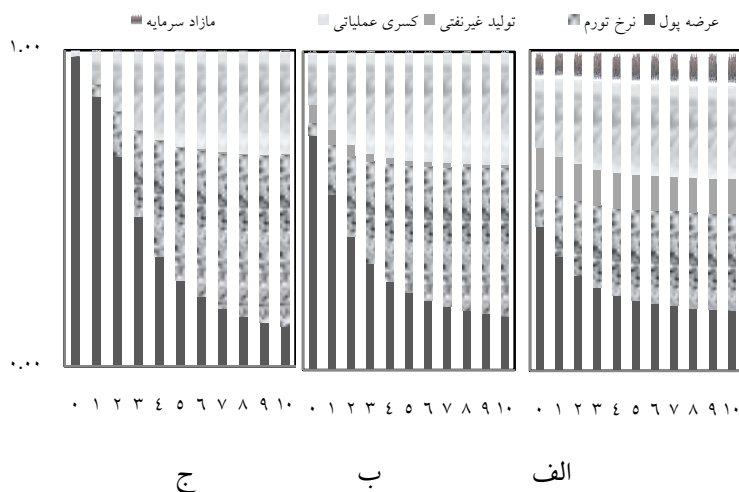 عرضه پول نرخ تورم تولید غیرنفتی کسری عملیاتی مازاد سرمایه
۱.۰۰
۰.۰۰
۰ ۱ ۲ ۳ ٤ ٥ ٦ ۷ ۸ ۹ ۱۰
۰ ۱ ۲ ۳ ٤ ٥ ٦ ۷ ۸ ۹ ۱۰
۰ ۱ ۲ ۳ ٤ ٥ ٦ ۷ ۸ ۹ ۱۰
الف ب ج